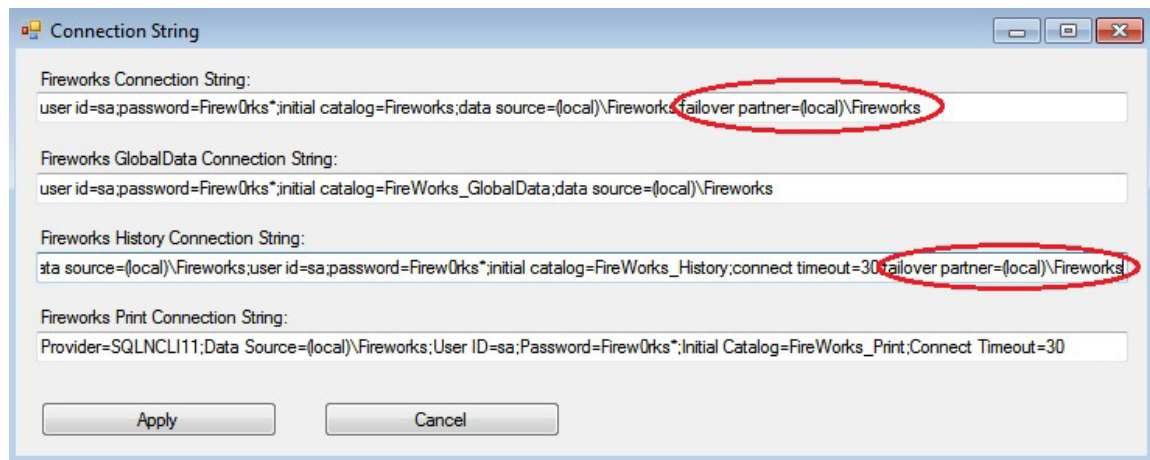 Connection String
Fireworks Connection String:
user id=sa;password=Firew0rks*;initial catalog=Fireworks;data source=(local)\Fireworks;failover partner=(local)\Fireworks
Fireworks GlobalData Connection String:
user id=sa;password=Firew0rks*;initial catalog=FireWorks_GlobalData;data source=(local)\Fireworks
Fireworks History Connection String:
ata source=(local)\Fireworks;user id=sa;password=Firew0rks*;initial catalog=FireWorks_History;connect timeout=30;failover partner=(local)\Fireworks
Fireworks Print Connection String:
Provider=SQLNCLI11;Data Source=(local)\Fireworks;User ID=sa;Password=Firew0rks*;Initial Catalog=FireWorks_Print;Connect Timeout=30
Apply Cancel